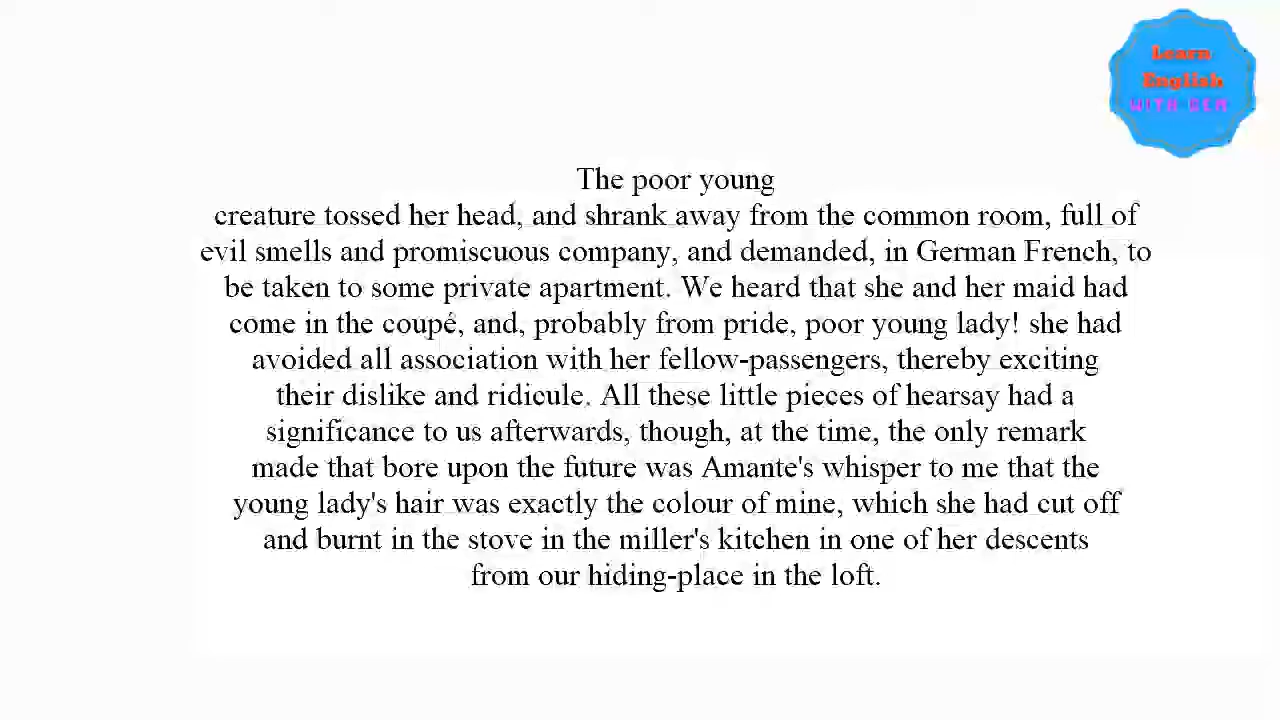 Learn
English
WITH GEM
The poor young
creature tossed her head, and shrank away from the common room, full of
evil smells and promiscuous company, and demanded, in German French, to
be taken to some private apartment. We heard that she and her maid had
come in the coupé, and, probably from pride, poor young lady! she had
avoided all association with her fellow-passengers, thereby exciting
their dislike and ridicule. All these little pieces of hearsay had a
significance to us afterwards, though, at the time, the only remark
made that bore upon the future was Amante's whisper to me that the
young lady's hair was exactly the colour of mine, which she had cut off
and burnt in the stove in the miller's kitchen in one of her descents
from our hiding-place in the loft.